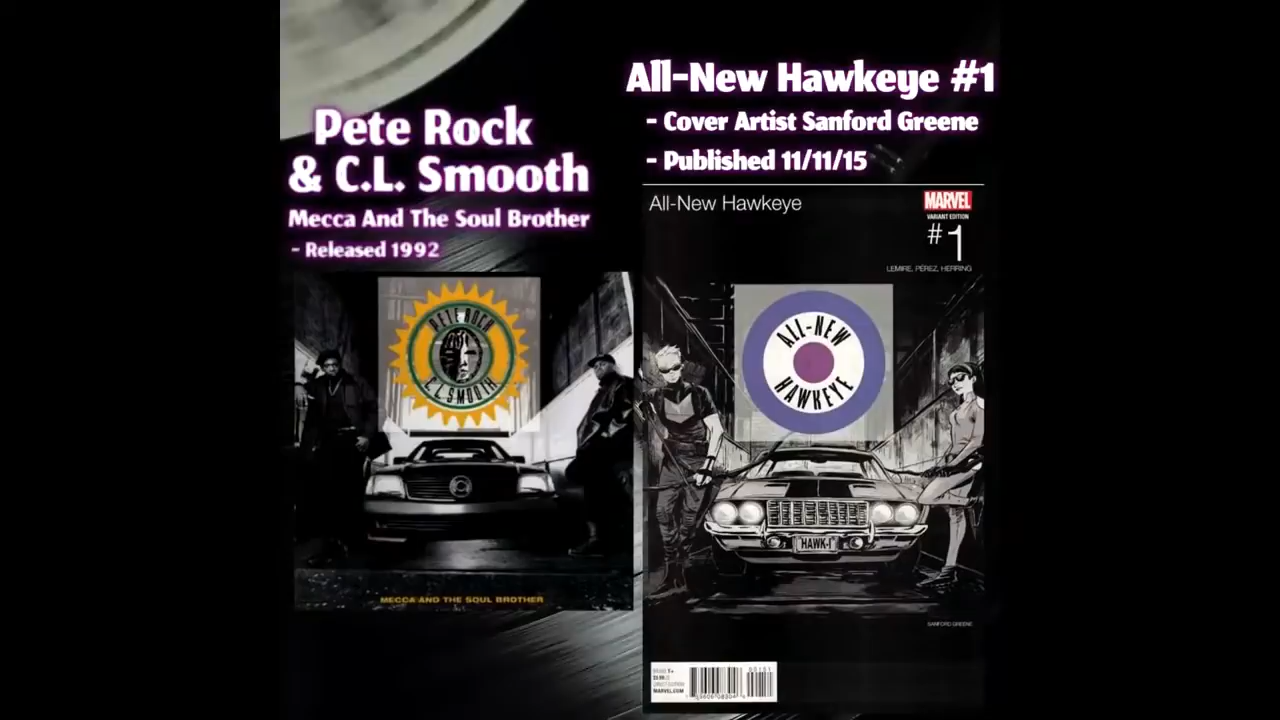 Pete Rock
& C.L. Smooth
Mecca And The Soul Brother
- Released 1992
PETE ROCK
C.L. SMOOTH
MECCA AND THE SOUL BROTHER
All-New Hawkeye #1
- Cover Artist Sanford Greene
- Published 11/11/15
All-New Hawkeye
MARVEL
VARIANT EDITION
#1
LEMIRE, PÉREZ, HERRING
ALL-NEW
HAWKEYE
HAWK-I
SANFORD GREENE
MARVEL.COM